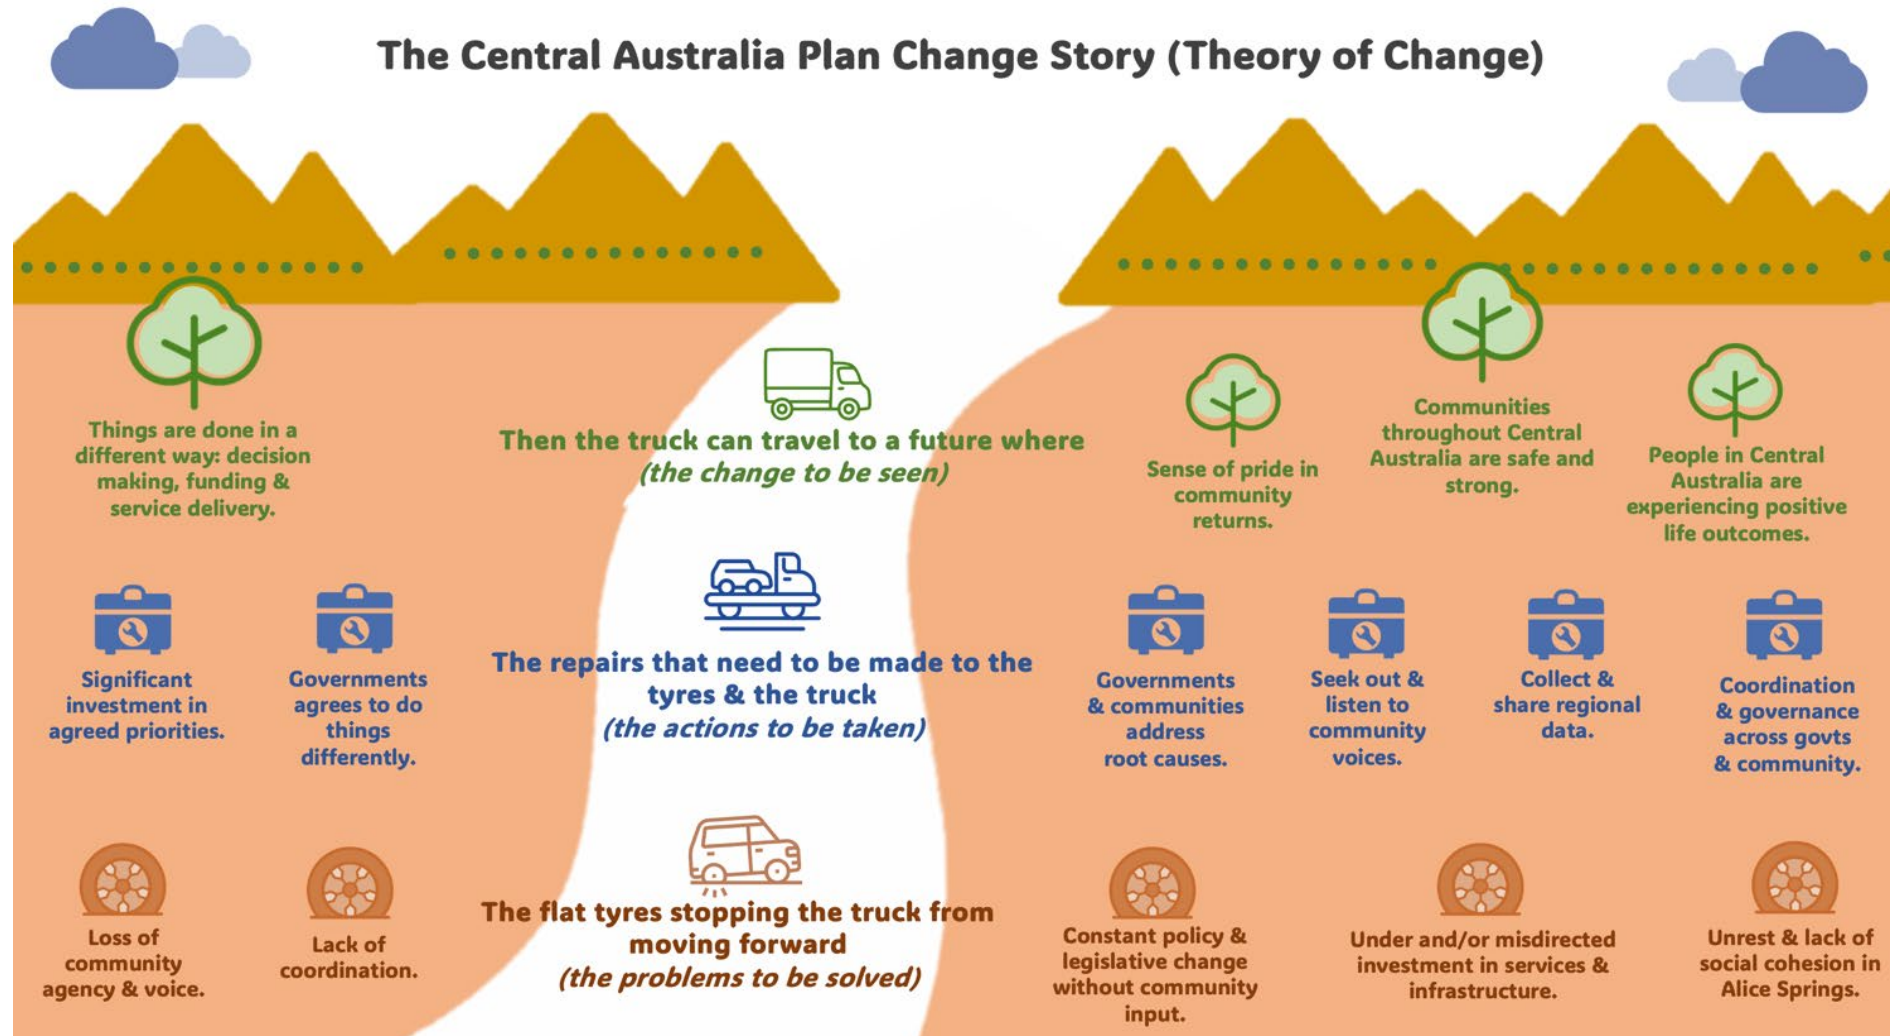 The Central Australia Plan Change Story (Theory of Change)
Things are done in a
different way: decision
making, funding &
service delivery.
Then the truck can travel to a future where
(the change to be seen)
Sense of pride in
community
returns.
Communities
throughout Central
Australia are safe and
strong.
People in Central
Australia are
experiencing positive
life outcomes.
Significant
investment in
agreed priorities.
Governments
agrees to do
things
differently.
The repairs that need to be made to the
tyres & the truck
(the actions to be taken)
Governments
& communities
address
root causes.
Seek out &
listen to
community
voices.
Collect &
share regional
data.
Coordination
& governance
across govts
& community.
Loss of
community
agency & voice.
Lack of
coordination.
The flat tyres stopping the truck from
moving forward
(the problems to be solved)
Constant policy &
legislative change
without community
input.
Under and/or misdirected
investment in services &
infrastructure.
Unrest & lack of
social cohesion in
Alice Springs.